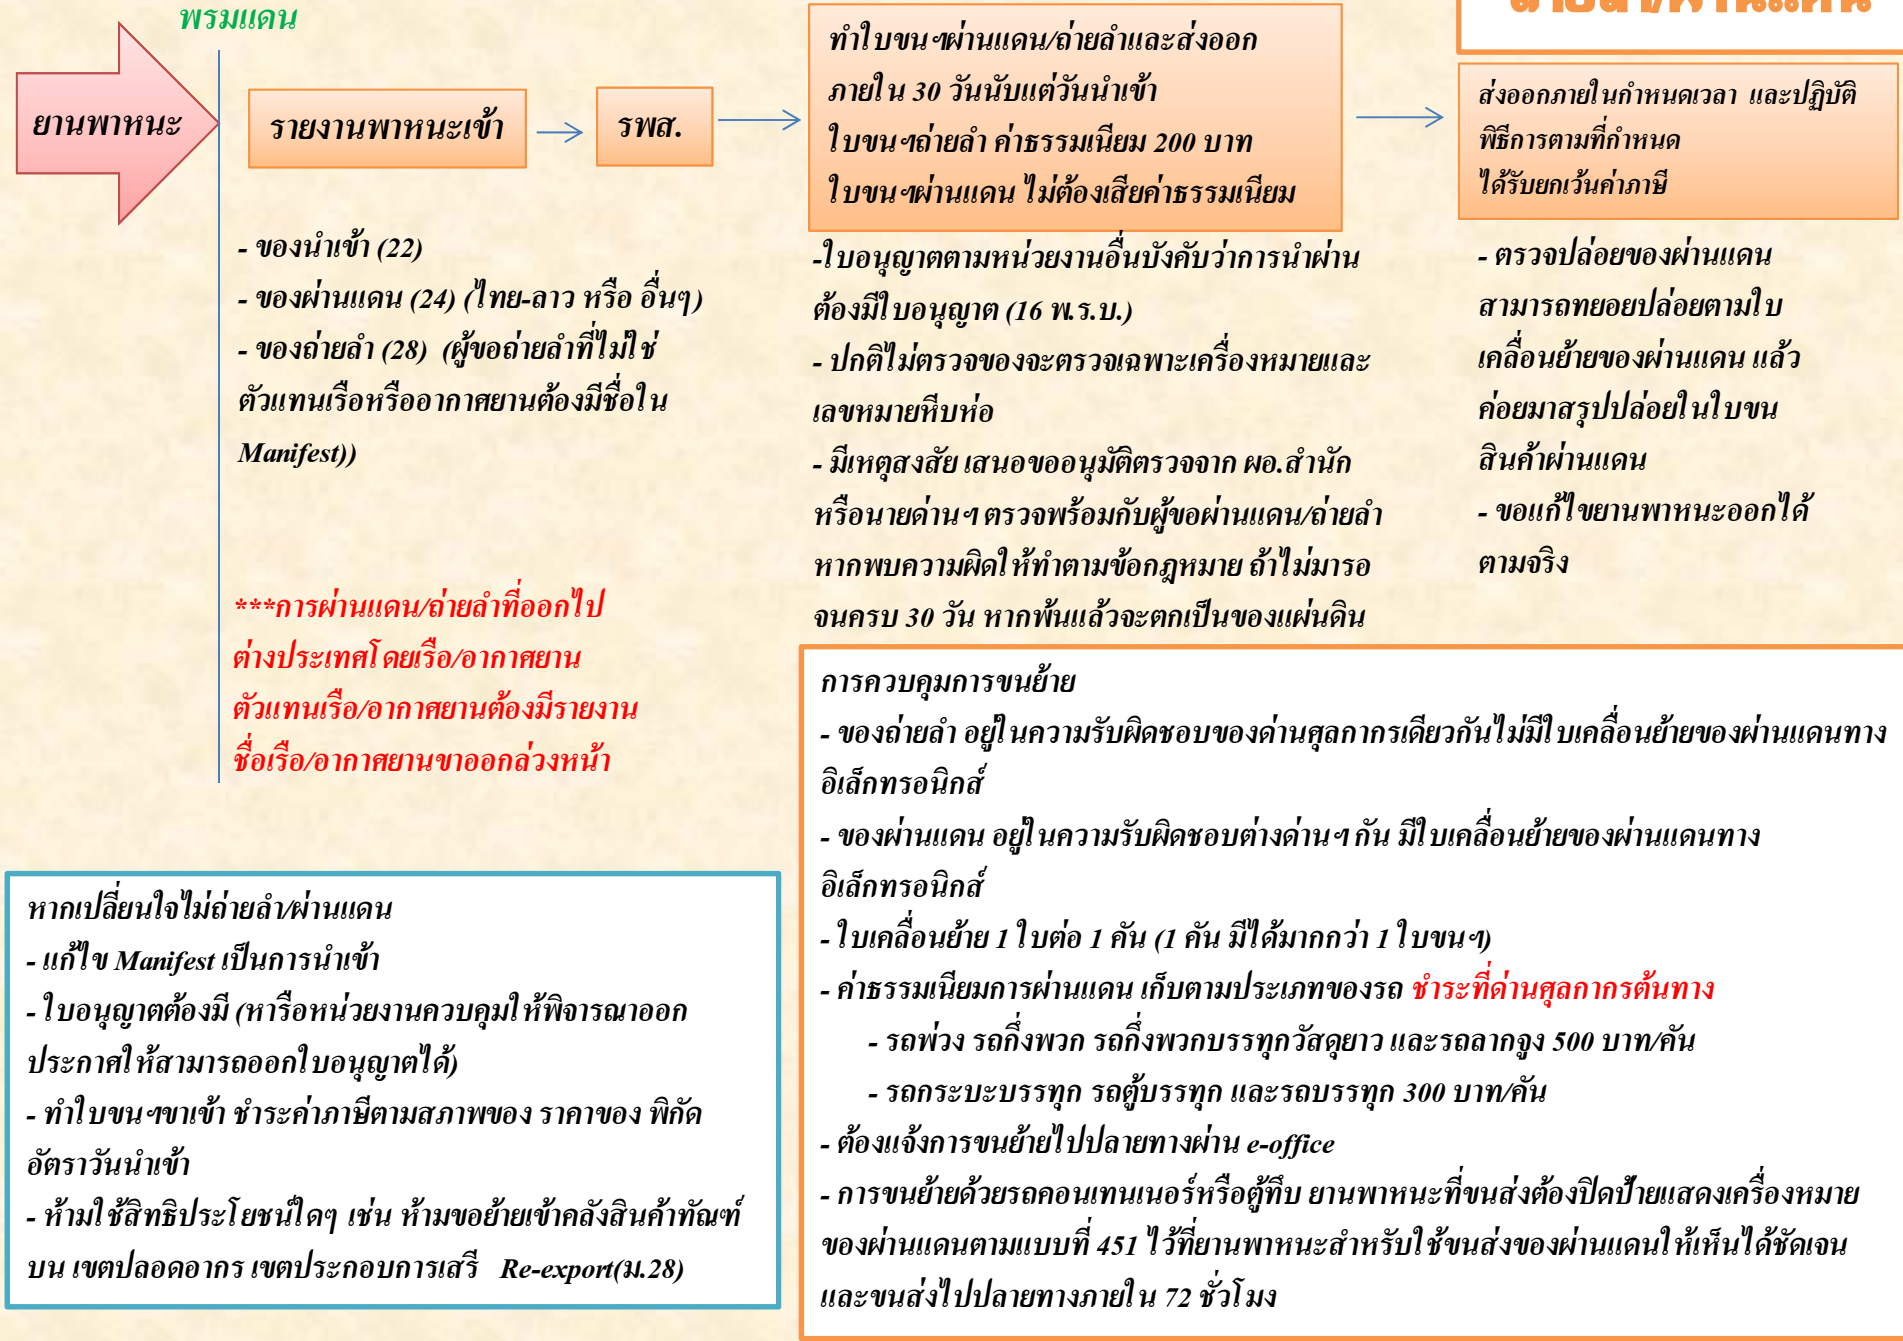 พรมแดน
ยานพาหนะ
รายงานพาหนะเข้า
รพส.
ทำใบขนฯผ่านแดน/ถ่ายลำและส่งออก
ภายใน 30 วันนับแต่วันนำเข้า
ใบขนฯถ่ายลำ ค่าธรรมเนียม 200 บาท
ใบขนฯผ่านแดน ไม่ต้องเสียค่าธรรมเนียม
ส่งออกภายในกำหนดเวลา และปฏิบัติ
พิธีการตามที่กำหนด
ได้รับยกเว้นค่าภาษี
- ของนำเข้า (22)
- ของผ่านแดน (24) (ไทย-ลาว หรือ อื่นๆ)
- ของถ่ายลำ (28) (ผู้ขอถ่ายลำที่ไม่ใช่
ตัวแทนเรือหรืออากาศยานต้องมีชื่อใน
Manifest))
***การผ่านแดน/ถ่ายลำที่ออกไป
ต่างประเทศโดยเรือ/อากาศยาน
ตัวแทนเรือ/อากาศยานต้องมีรายงาน
ชื่อเรือ/อากาศยานขาออกล่วงหน้า
-ใบอนุญาตตามหน่วยงานอื่นบังคับว่าการนำผ่าน
ต้องมีใบอนุญาต (16 พ.ร.บ.)
- ปกติไม่ตรวจของจะตรวจเฉพาะเครื่องหมายและ
เลขหมายหีบห่อ
- มีเหตุสงสัย เสนอขออนุมัติตรวจจาก ผอ.สำนัก
หรือนายด่านฯ ตรวจพร้อมกับผู้ขอผ่านแดน/ถ่ายลำ
หากพบความผิดให้ทำตามข้อกฎหมาย ถ้าไม่มารอ
จนครบ 30 วัน หากพ้นแล้วจะตกเป็นของแผ่นดิน
- ตรวจปล่อยของผ่านแดน
สามารถทยอยปล่อยตามใบ
เคลื่อนย้ายของผ่านแดน แล้ว
ค่อยมาสรุปปล่อยในใบขน
สินค้าผ่านแดน
- ขอแก้ไขยานพาหนะออกได้
ตามจริง
หากเปลี่ยนใจไม่ถ่ายลำ/ผ่านแดน
- แก้ไข Manifest เป็นการนำเข้า
- ใบอนุญาตต้องมี (หารือหน่วยงานควบคุมให้พิจารณาออก
ประกาศให้สามารถออกใบอนุญาตได้)
- ทำใบขนฯขาเข้า ชำระค่าภาษีตามสภาพของ ราคาของ พิกัด
อัตราวันนำเข้า
- ห้ามใช้สิทธิประโยชน์ใดๆ เช่น ห้ามขอย้ายเข้าคลังสินค้าทัณฑ์
บน เขตปลอดอากร เขตประกอบการเสรี Re-export(ม.28)
การควบคุมการขนย้าย
- ของถ่ายลำ อยู่ในความรับผิดชอบของด่านศุลกากรเดียวกันไม่มีใบเคลื่อนย้ายของผ่านแดนทาง
อิเล็กทรอนิกส์
- ของผ่านแดน อยู่ในความรับผิดชอบต่างด่านฯ กัน มีใบเคลื่อนย้ายของผ่านแดนทาง
อิเล็กทรอนิกส์
- ใบเคลื่อนย้าย 1 ใบต่อ 1 คัน (1 คัน มีได้มากกว่า 1 ใบขนฯ)
- ค่าธรรมเนียมการผ่านแดน เก็บตามประเภทของรถ ชำระที่ด่านศุลกากรต้นทาง
- รถพ่วง รถกึ่งพวก รถกึ่งพวกบรรทุกวัสดุยาว และรถลากจูง 500 บาท/คัน
- รถกระบะบรรทุก รถตู้บรรทุก และรถบรรทุก 300 บาท/คัน
- ต้องแจ้งการขนย้ายไปปลายทางผ่าน e-office
- การขนย้ายด้วยรถคอนเทนเนอร์หรือตู้ทึบ ยานพาหนะที่ขนส่งต้องปิดป้ายแสดงเครื่องหมาย
ของผ่านแดนตามแบบที่ 451 ไว้ที่ยานพาหนะสำหรับใช้ขนส่งของผ่านแดนให้เห็นได้ชัดเจน
และขนส่งไปปลายทางภายใน 72 ชั่วโมง